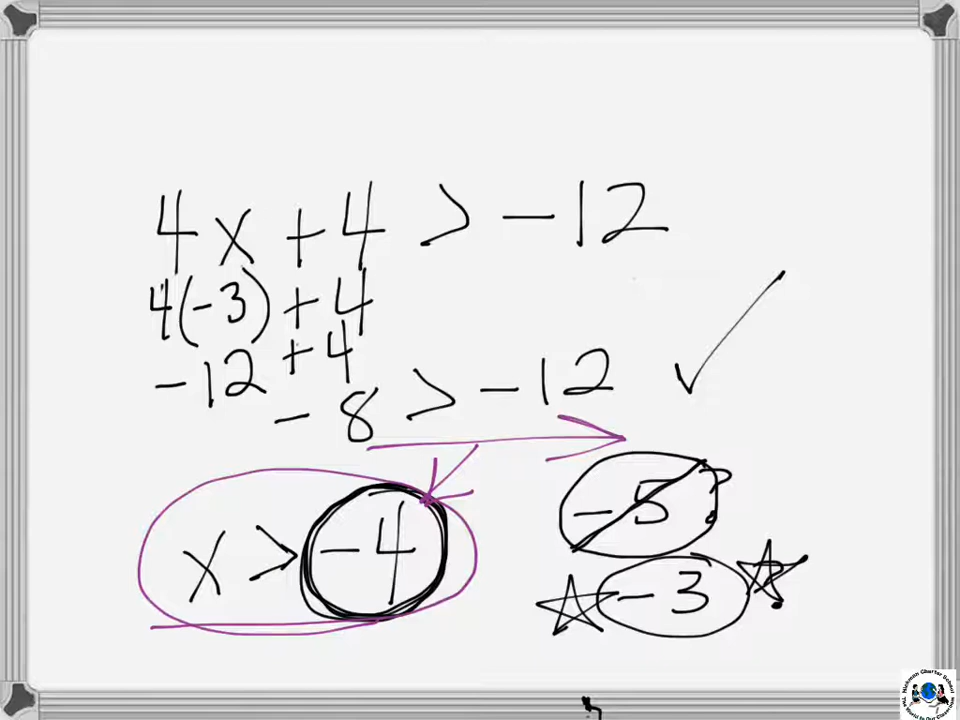 4x + 4 > -12
4(-3) + 4
-12 + 4
-8 > -12
x > -4
-5 ?
-3